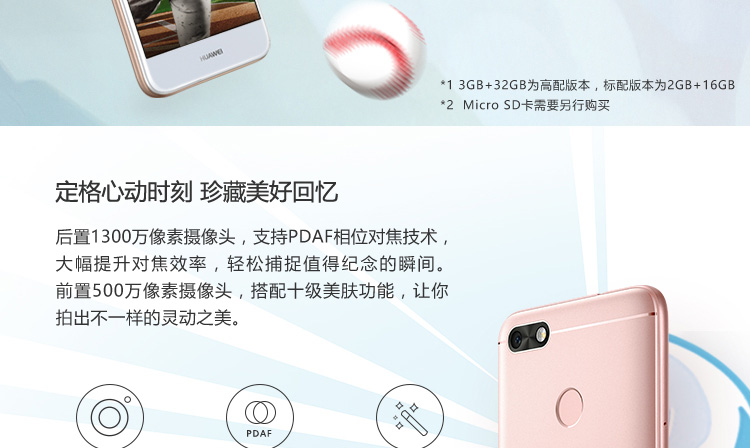 HUAWEI
*1 3GB+32GB为高配版本，标配版本为2GB+16GB
*2 Micro SD卡需要另行购买
定格心动时刻 珍藏美好回忆
后置1300万像素摄像头，支持PDAF相位对焦技术，
大幅提升对焦效率，轻松捕捉值得纪念的瞬间。
前置500万像素摄像头，搭配十级美肤功能，让你
拍出不一样的灵动之美。
PDAF